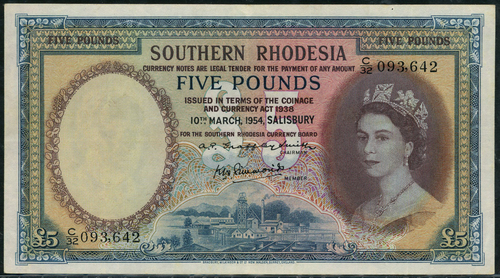 FIVE POUNDS
FIVE POUNDS
SOUTHERN RHODESIA
CURRENCY NOTES ARE LEGAL TENDER FOR THE PAYMENT OF ANY AMOUNT
C/32 093,642
FIVE POUNDS
ISSUED IN TERMS OF THE COINAGE
AND CURRENCY ACT 1938
10TH MARCH, 1954, SALISBURY
FOR THE SOUTHERN RHODESIA CURRENCY BOARD
CHAIRMAN
MEMBER
£5
C/32 093,642
£5